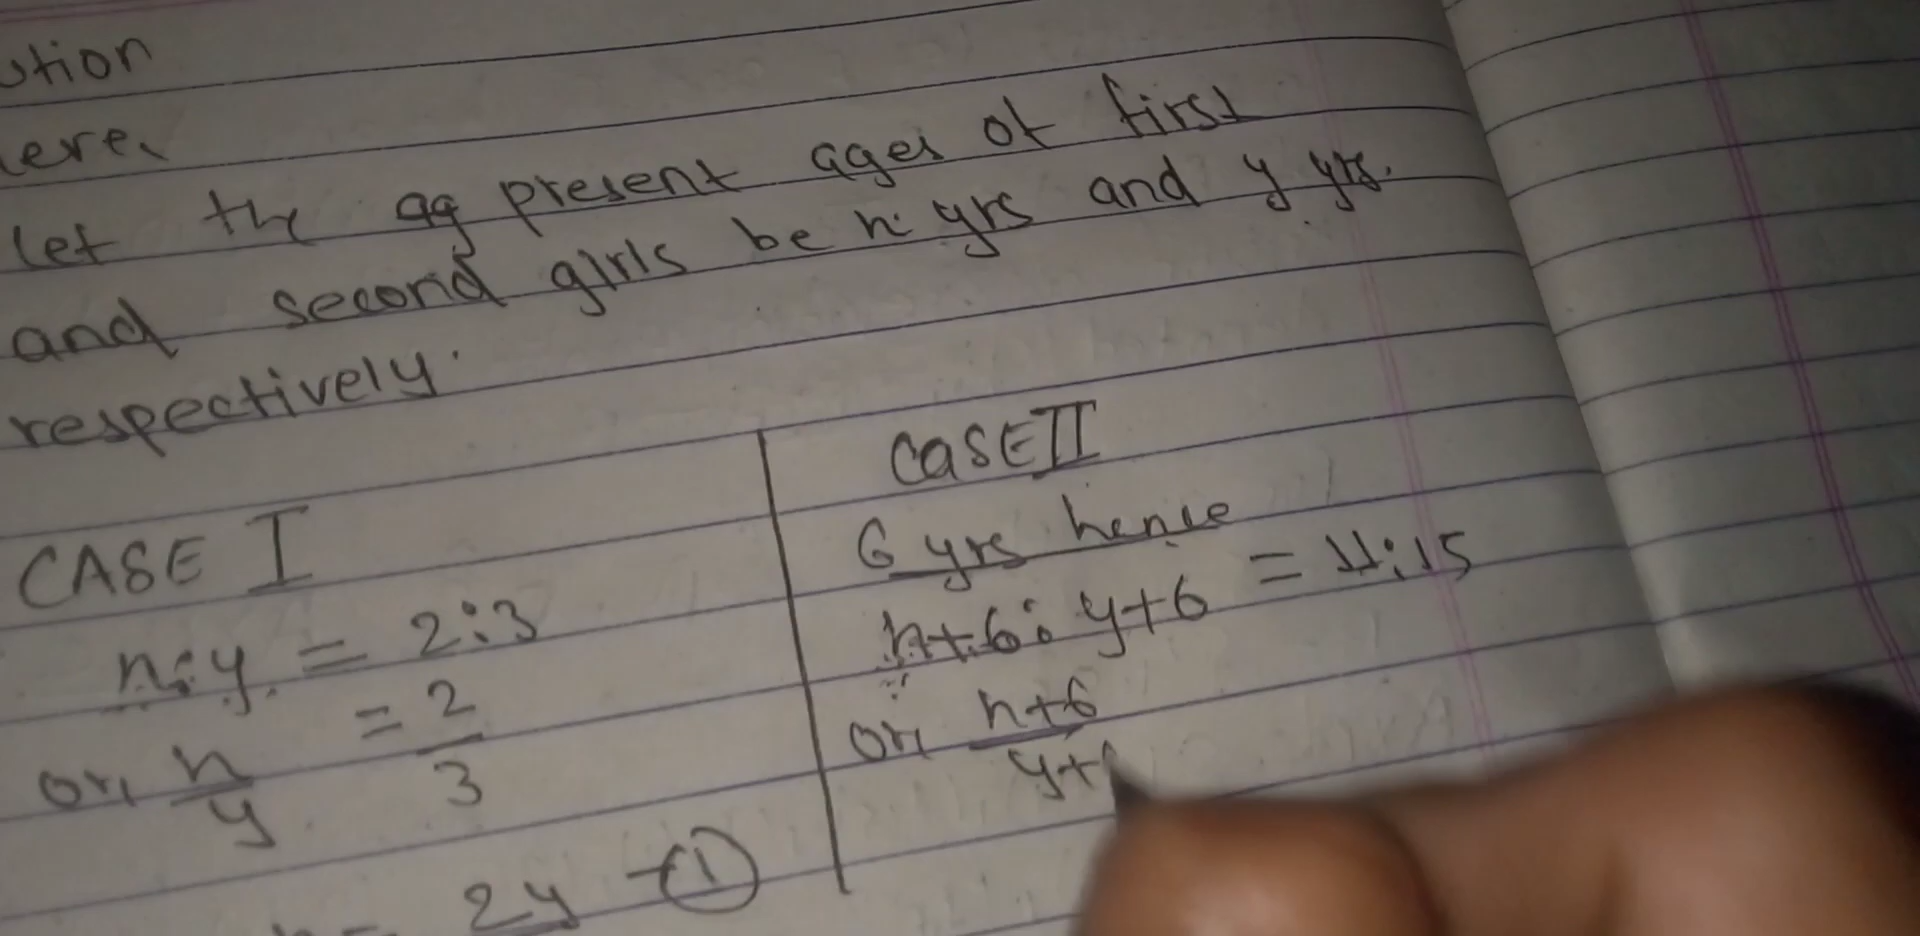 ution
ere,
Let the ag present ages of first
and second girls be x yrs and y yrs.
respectively.
CASE I
x:y = 2:3
or, x/y = 2/3
x = 2y -(1)
CASE II
6 yrs hence
x+6:y+6 = 11:15
or, x+6/y+